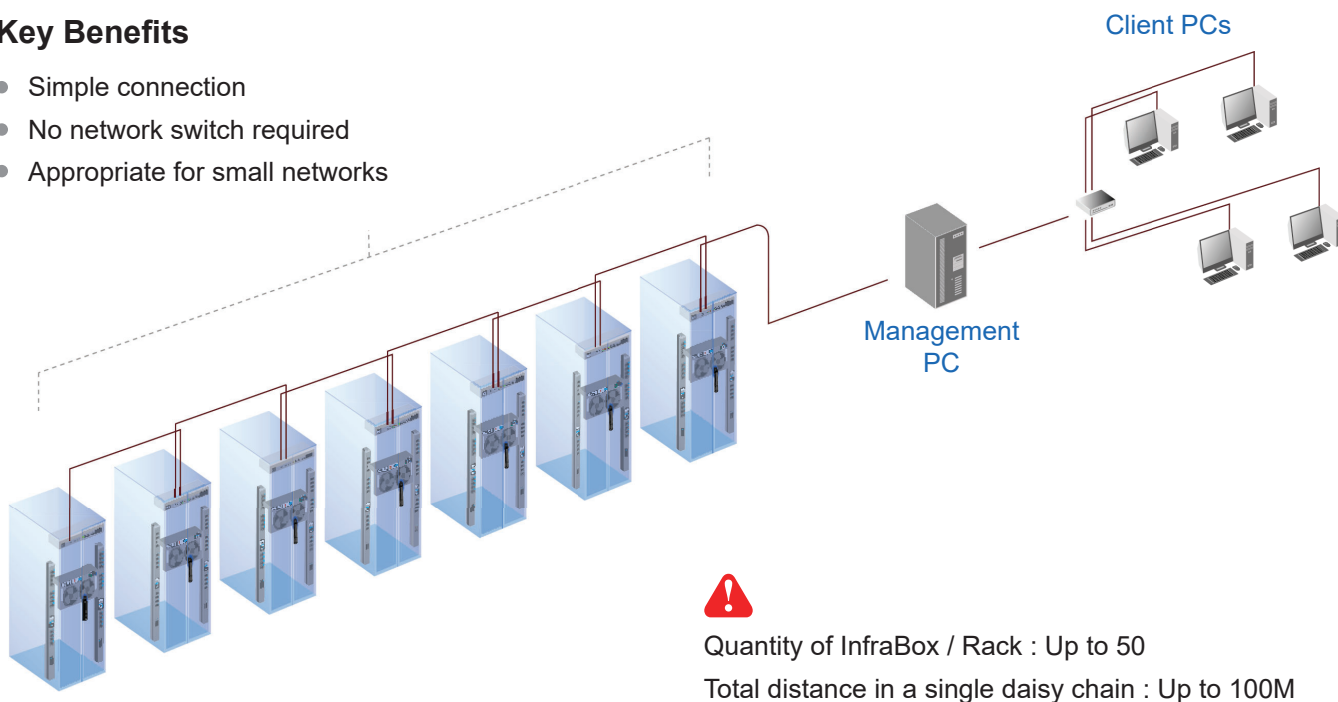 Key Benefits
Simple connection
No network switch required
Appropriate for small networks
Client PCs
Management
PC
Quantity of InfraBox / Rack : Up to 50
Total distance in a single daisy chain : Up to 100M